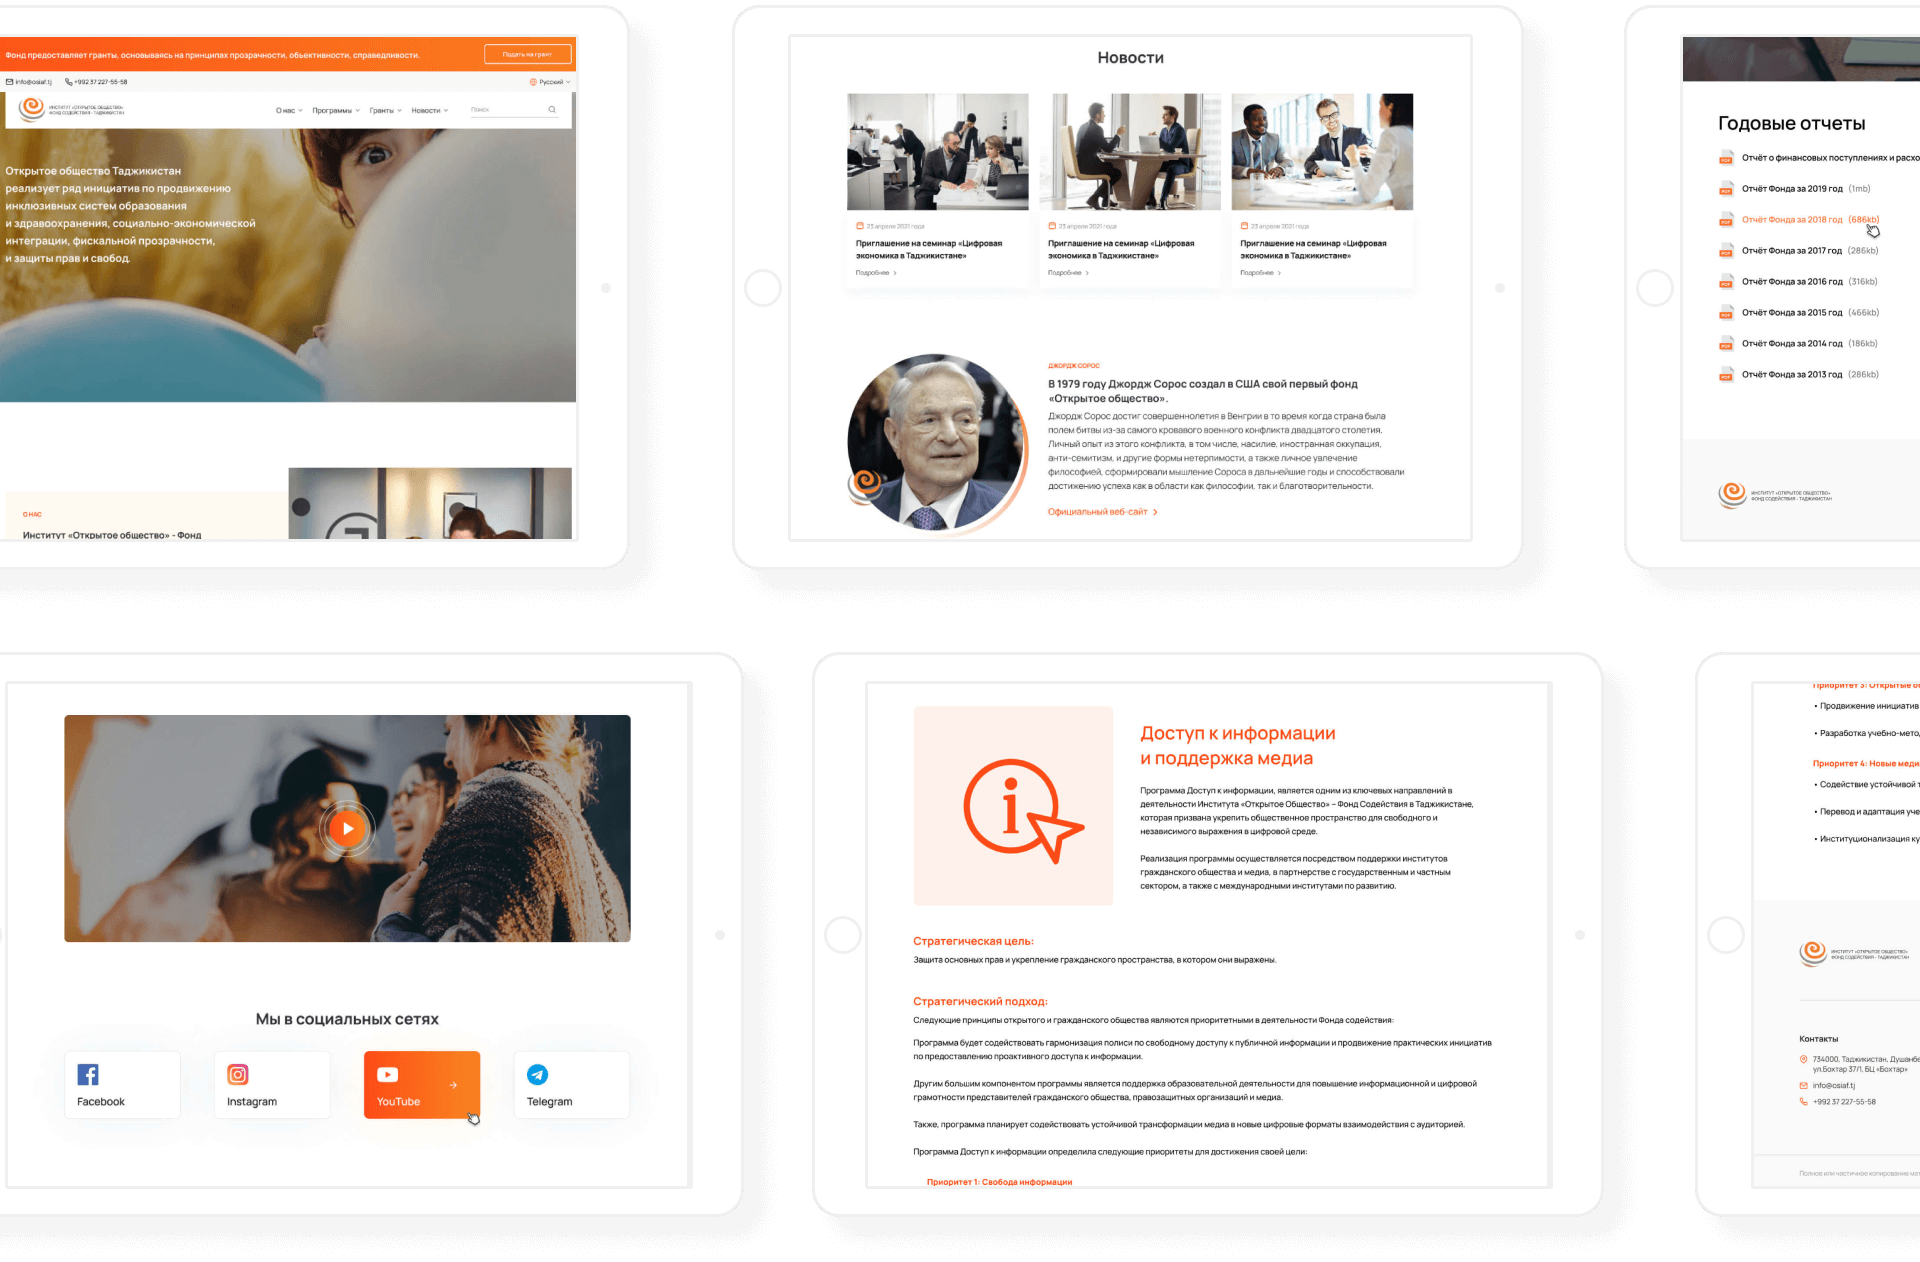 Фонд предоставляет гранты, основываясь на принципах прозрачности, объективности, справедливости.
Подать на грант
info@osiaf.tj
+992 37 227-55-58
Русский
ИНСТИТУТ «ОТКРЫТОЕ ОБЩЕСТВО»
ФОНД СОДЕЙСТВИЯ - ТАДЖИКИСТАН
О нас
Программы
Гранты
Новости
Поиск
Открытое общество Таджикистан
реализует ряд инициатив по продвижению
инклюзивных систем образования
и здравоохранения, социально-экономической
интеграции, фискальной прозрачности,
и защиты прав и свобод.
О НАС
Институт «Открытое общество» - Фонд
Новости
23 апреля 2021 года
Приглашение на семинар «Цифровая
экономика в Таджикистане»
Подробнее
23 апреля 2021 года
Приглашение на семинар «Цифровая
экономика в Таджикистане»
Подробнее
23 апреля 2021 года
Приглашение на семинар «Цифровая
экономика в Таджикистане»
Подробнее
ДЖОРДЖ СОРОС
В 1979 году Джордж Сорос создал в США свой первый фонд
«Открытое общество».
Джордж Сорос достиг совершеннолетия в Венгрии в то время когда страна была
полем битвы из-за самого кровавого военного конфликта двадцатого столетия.
Личный опыт из этого конфликта, в том числе, насилие, иностранная оккупация,
анти-семитизм, и другие формы нетерпимости, а также личное увлечение
философией, сформировали мышление Сороса в дальнейшие годы и способствовали
достижению успеха как в области как философии, так и благотворительности.
Официальный веб-сайт
Годовые отчеты
PDF Отчёт о финансовых поступлениях и расхо
PDF Отчёт Фонда за 2019 год (1mb)
PDF Отчёт Фонда за 2018 год (686kb)
PDF Отчёт Фонда за 2017 год (286kb)
PDF Отчёт Фонда за 2016 год (316kb)
PDF Отчёт Фонда за 2015 год (466kb)
PDF Отчёт Фонда за 2014 год (186kb)
PDF Отчёт Фонда за 2013 год (286kb)
ИНСТИТУТ «ОТКРЫТОЕ ОБЩЕСТВО»
ФОНД СОДЕЙСТВИЯ - ТАДЖИКИСТАН
Мы в социальных сетях
Facebook
Instagram
YouTube
Telegram
Доступ к информации
и поддержка медиа
Программа Доступ к информации, является одним из ключевых направлений в
деятельности Института «Открытое Общество» – Фонд Содействия в Таджикистане,
которая призвана укрепить общественное пространство для свободного и
независимого выражения в цифровой среде.
Реализация программы осуществляется посредством поддержки институтов
гражданского общества и медиа, в партнерстве с государственным и частным
сектором, а также с международными институтами по развитию.
Стратегическая цель:
Защита основных прав и укрепление гражданского пространства, в котором они выражены.
Стратегический подход:
Следующие принципы открытого и гражданского общества являются приоритетными в деятельности Фонда содействия:
Программа будет содействовать гармонизация полиси по свободному доступу к публичной информации и продвижение практических инициатив
по предоставлению проактивного доступа к информации.
Другим большим компонентом программы является поддержка образовательной деятельности для повышение информационной и цифровой
грамотности представителей гражданского общества, правозащитных организаций и медиа.
Также, программа планирует содействовать устойчивой трансформации медиа в новые цифровые форматы взаимодействия с аудиторией.
Программа Доступ к информации определила следующие приоритеты для достижения своей цели:
Приоритет 1: Свобода информации
Приоритет 3: Открытые
• Продвижение инициатив
• Разработка учебно-мето
Приоритет 4: Новые меди
• Содействие устойчивой т
• Перевод и адаптация уче
• Институционализация ку
ИНСТИТУТ «ОТКРЫТОЕ ОБЩЕСТВО»
ФОНД СОДЕЙСТВИЯ - ТАДЖИКИСТАН
Контакты
734000, Таджикистан, Душанбе
ул.Бохтар 37/1, БЦ «Бохтар»
info@osiaf.tj
+992 37 227-55-58
Полное или частичное копирование мат